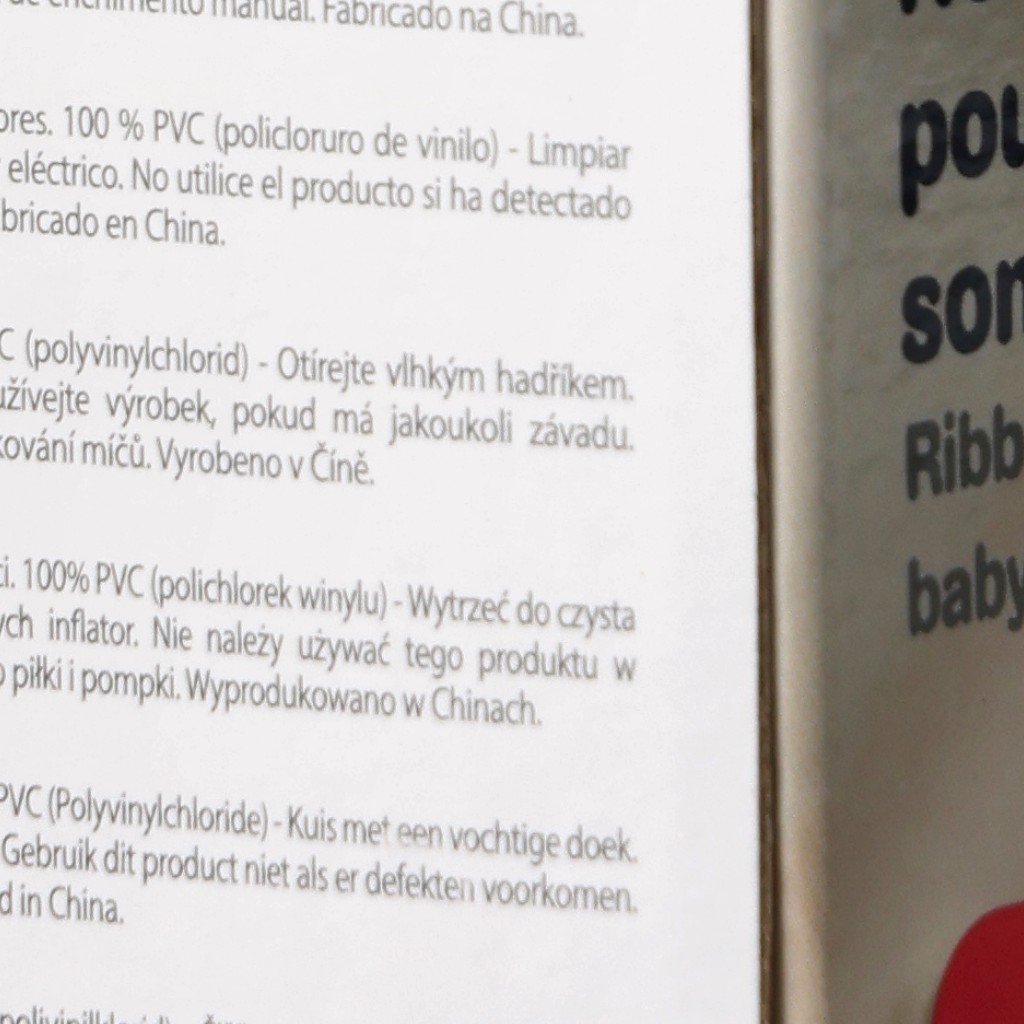 de enchimento manual. Fabricado na China.
ores. 100 % PVC (policloruro de vinilo) - Limpiar
eléctrico. No utilice el producto si ha detectado
bricado en China.
C (polyvinylchlorid) - Otírejte vlhkým hadříkem.
užívejte výrobek, pokud má jakoukoli závadu.
kování míčů. Vyrobeno v Číně.
ci. 100% PVC (polichlorek winylu) - Wytrzeć do czysta
ych inflator. Nie należy używać tego produktu w
o piłki i pompki. Wyprodukowano w Chinach.
PVC (Polyvinylchloride) - Kuis met een vochtige doek.
Gebruik dit product niet als er defekten voorkomen.
d in China.
pou
son
Ribb
baby